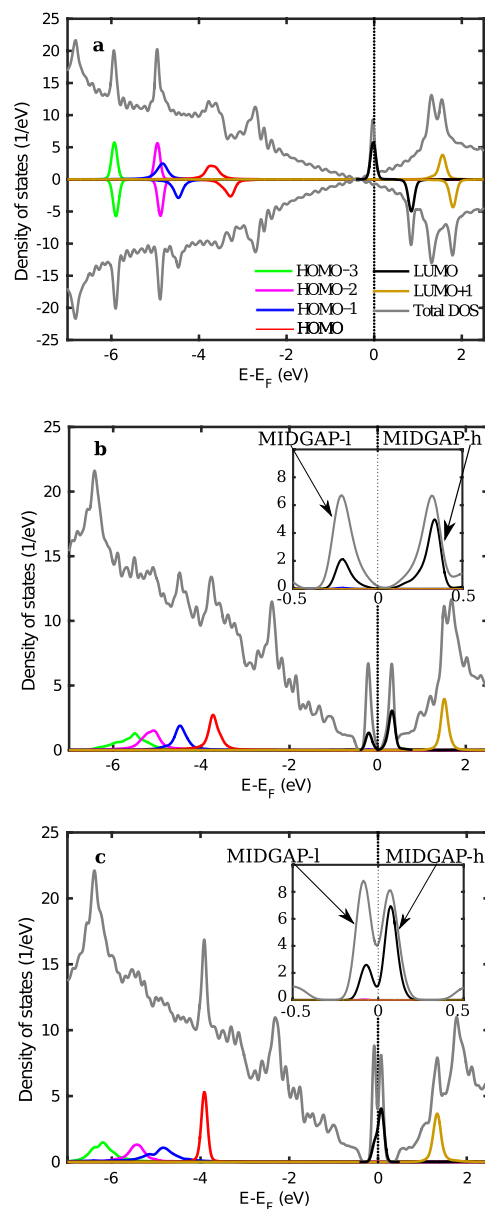 a
25
20
15
10
5
0
-5
-10
-15
-20
-25
Density of states (1/eV)
HOMO−3
HOMO−2
HOMO−1
HOMO
LUMO
LUMO+1
Total DOS
-6
-4
-2
0
2
E-E_F (eV)
b
25
20
15
10
5
0
Density of states (1/eV)
MIDGAP-l
MIDGAP-h
8
6
4
2
0
-0.5
0
0.5
-6
-4
-2
0
2
E-E_F (eV)
c
20
15
10
5
0
Density of states (1/eV)
MIDGAP-l
MIDGAP-h
8
6
4
2
0
-0.5
0
0.5
-6
-4
-2
0
2
E-E_F (eV)